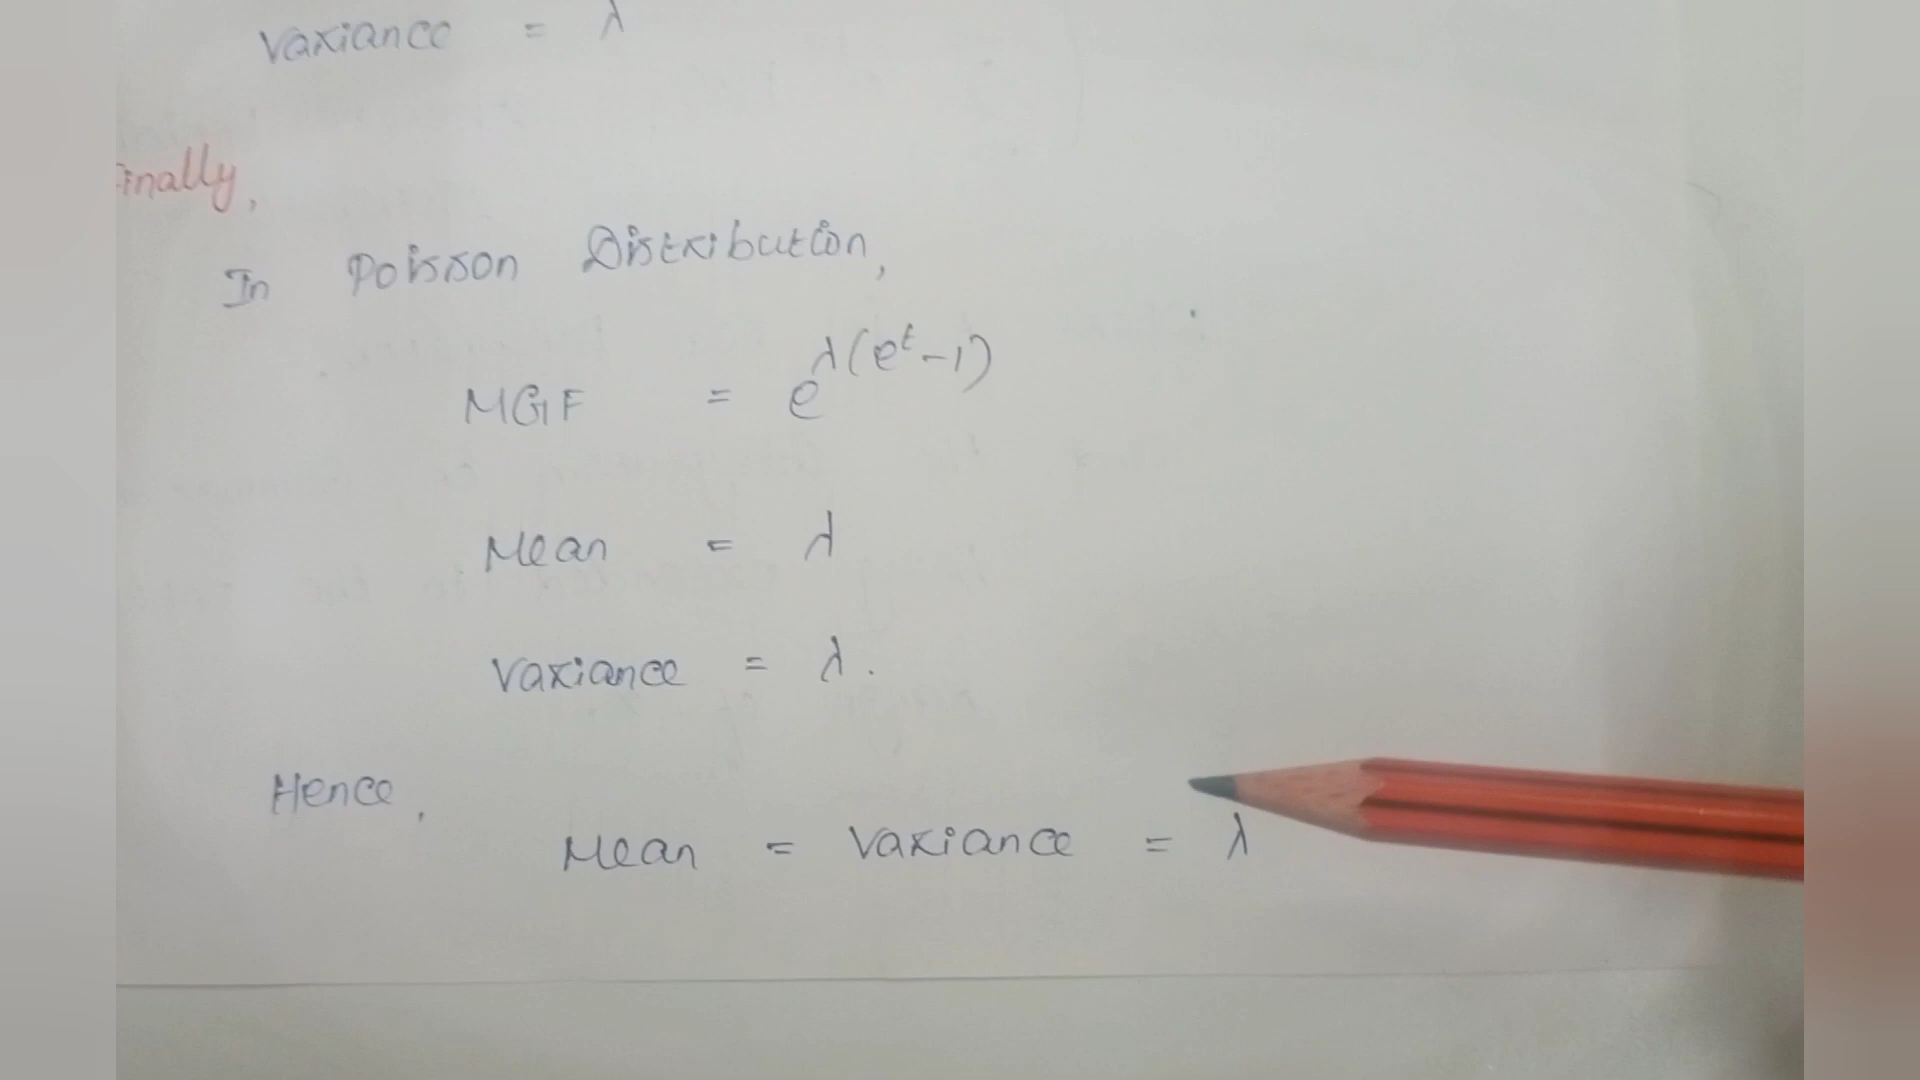 Variance = λ
Finally,
In Poisson Distribution,
MGF = e^{λ(e^t-1)}
Mean = λ
Variance = λ.
Hence,
Mean = Variance = λ